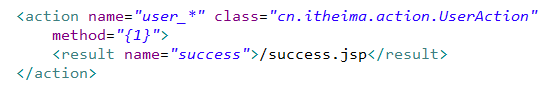 <action name="user_*" class="cn.itheima.action.UserAction"
method="{1}">
<result name="success">/success.jsp</result>
</action>